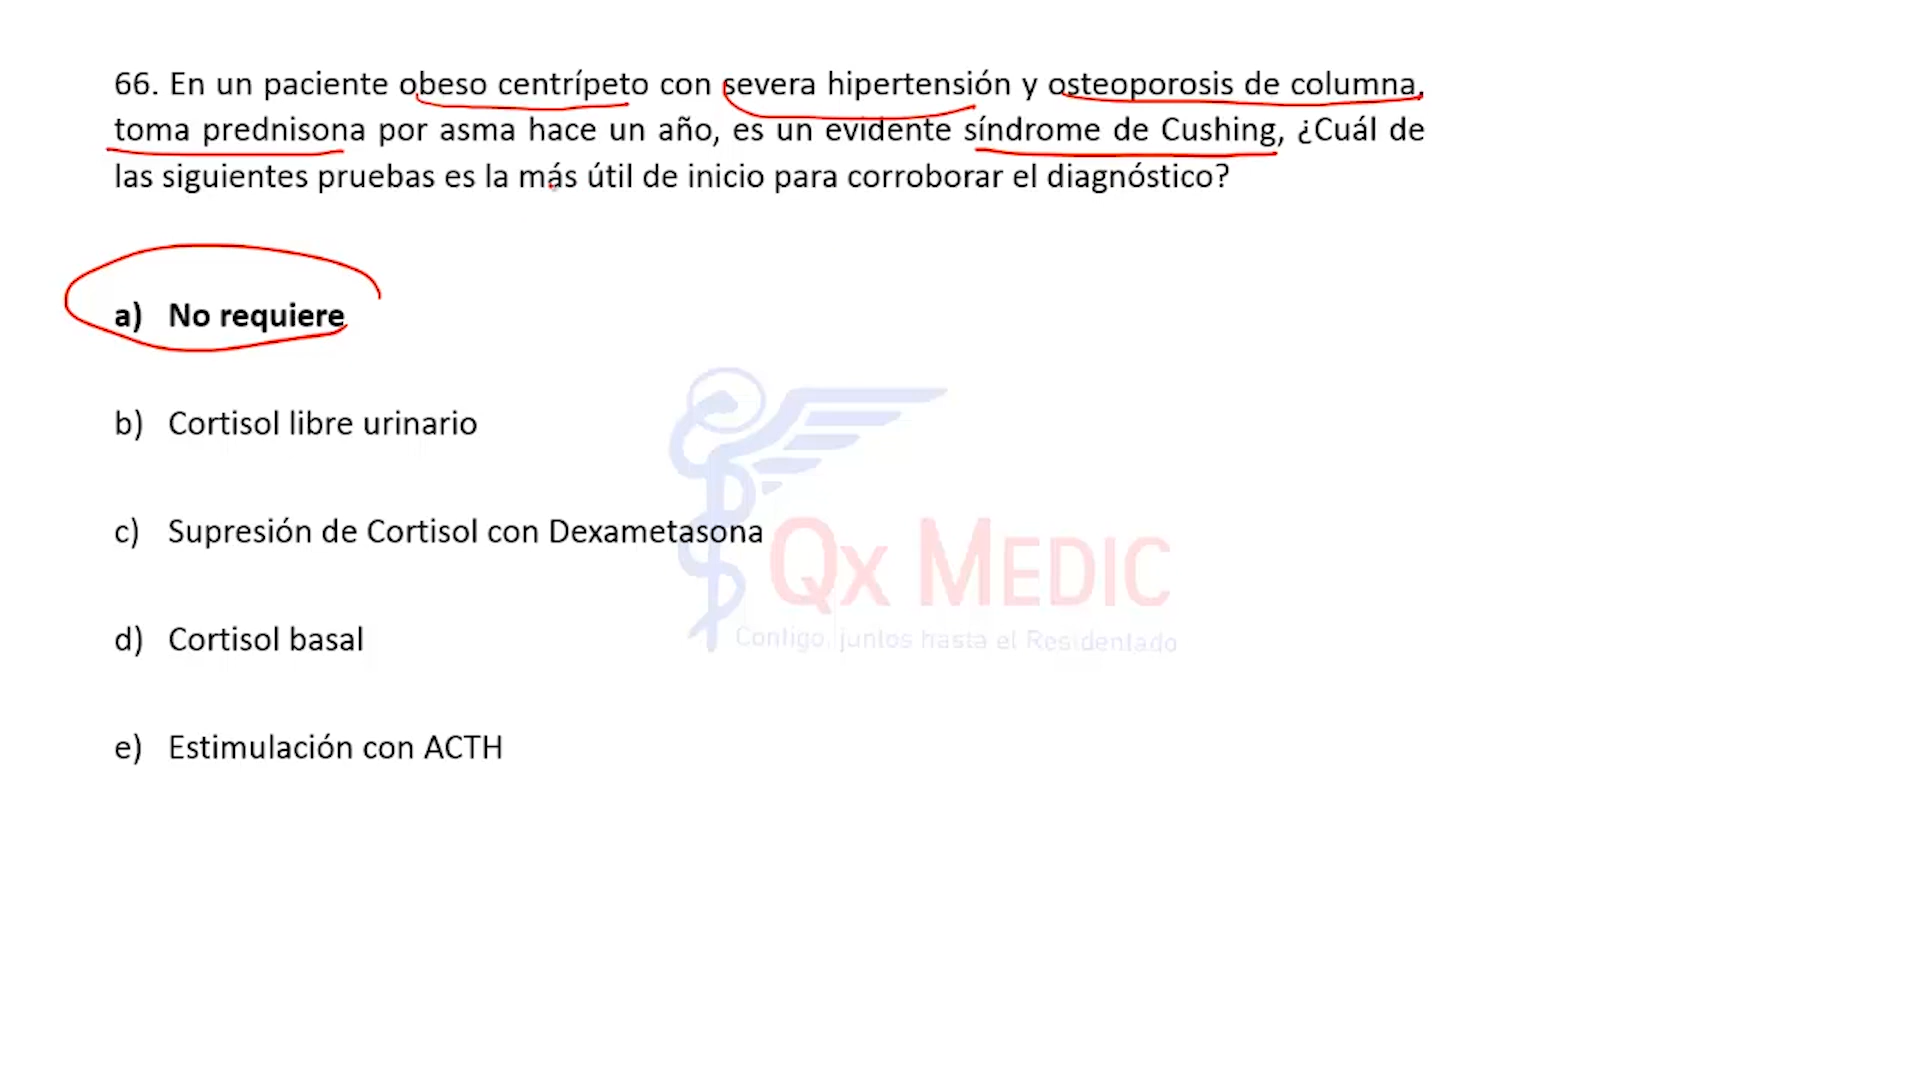 66. En un paciente obeso centrípeto con severa hipertensión y osteoporosis de columna,
toma prednisona por asma hace un año, es un evidente síndrome de Cushing, ¿Cuál de
las siguientes pruebas es la más útil de inicio para corroborar el diagnóstico?
a) No requiere
b) Cortisol libre urinario
c) Supresión de Cortisol con Dexametasona
d) Cortisol basal
e) Estimulación con ACTH
Qx MEDIC
Contigo, juntos hasta el Residentado